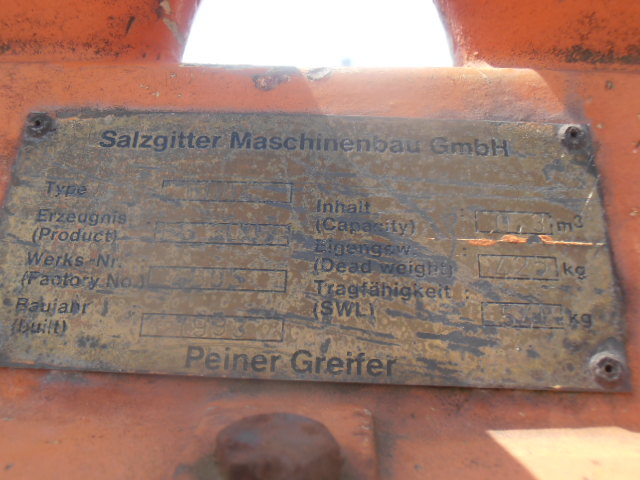 Salzgitter Maschinenbau GmbH
Type
Erzeugnis
(Product)
Werks-Nr.
(Factory No.)
Baujahr
(built) 1993
Inhalt
(Capacity) : m³
Eigengew.
(Dead weight) : kg
Tragfähigkeit :
(SWL) kg
Peiner Greifer